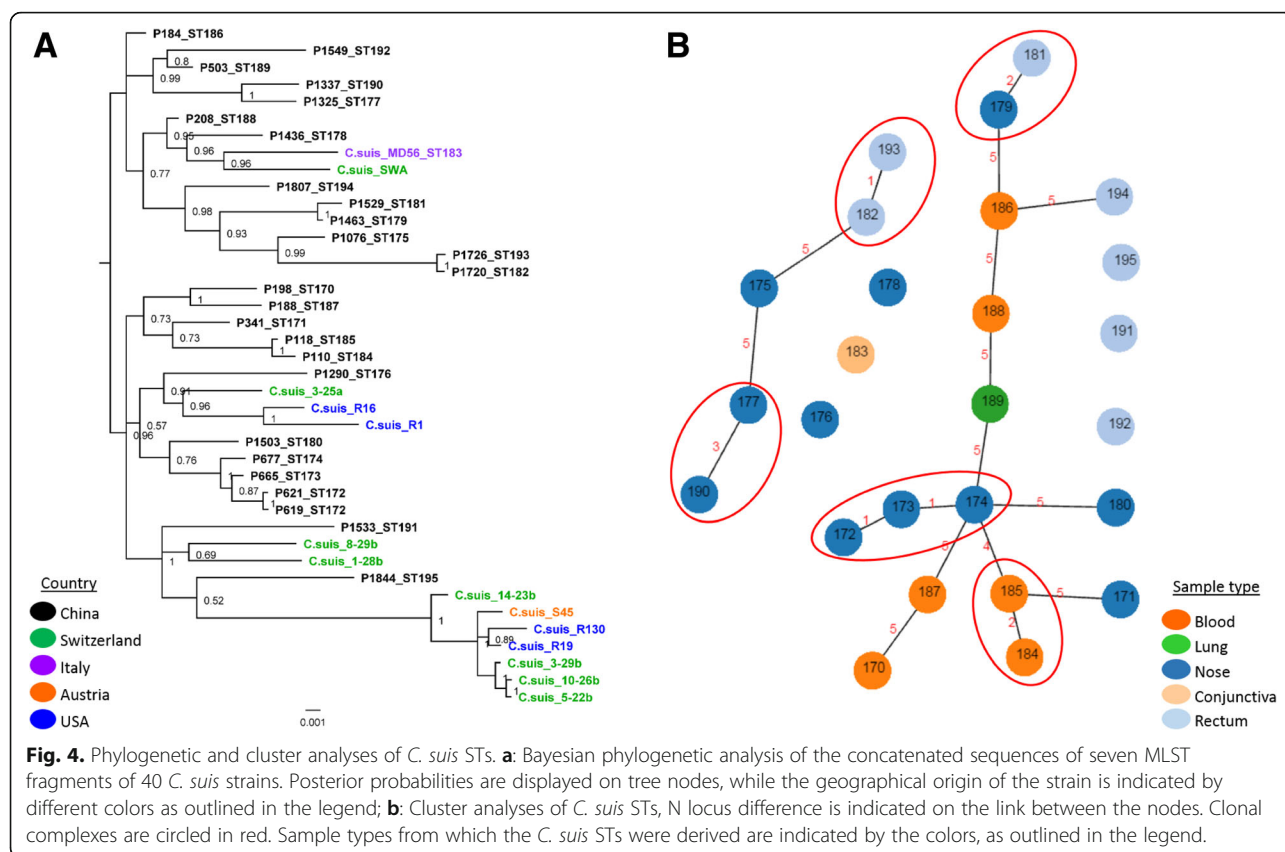 A
P184_ST186
P1549_ST192
0.8
P503_ST189
0.99
P1337_ST190
1
P1325_ST177
P208_ST188
0.95
P1436_ST178
0.96
C.suis_MD56_ST183
0.96
C.suis_SWA
0.77
P1807_ST194
0.98
P1529_ST181
1
P1463_ST179
0.93
P1076_ST175
0.99
P1726_ST193
1
P1720_ST182
P198_ST170
1
P188_ST187
0.73
P341_ST171
0.73
P118_ST185
1
P110_ST184
P1290_ST176
0.91
C.suis_3-25a
0.96
C.suis_R16
1
C.suis_R1
0.57
0.96
P1503_ST180
0.76
P677_ST174
1
P665_ST173
0.87
P621_ST172
1
P619_ST172
P1533_ST191
1
C.suis_8-29b
0.69
C.suis_1-28b
P1844_ST195
0.52
C.suis_14-23b
1
C.suis_S45
C.suis_R130
0.89
1
C.suis_R19
C.suis_3-29b
1
C.suis_10-26b
1
C.suis_5-22b
0.001
Country
China
Switzerland
Italy
Austria
USA
B
181
2
179
5
193
1
182
186
5
194
5
195
5
175
178
188
191
5
183
5
189
177
176
192
3
5
190
174
5
180
173
1
1
172
5
4
187
185
5
171
5
2
184
170
Sample type
Blood
Lung
Nose
Conjunctiva
Rectum
Fig. 4. Phylogenetic and cluster analyses of C. suis STs. a: Bayesian phylogenetic analysis of the concatenated sequences of seven MLST
fragments of 40 C. suis strains. Posterior probabilities are displayed on tree nodes, while the geographical origin of the strain is indicated by
different colors as outlined in the legend; b: Cluster analyses of C. suis STs, N locus difference is indicated on the link between the nodes. Clonal
complexes are circled in red. Sample types from which the C. suis STs were derived are indicated by the colors, as outlined in the legend.